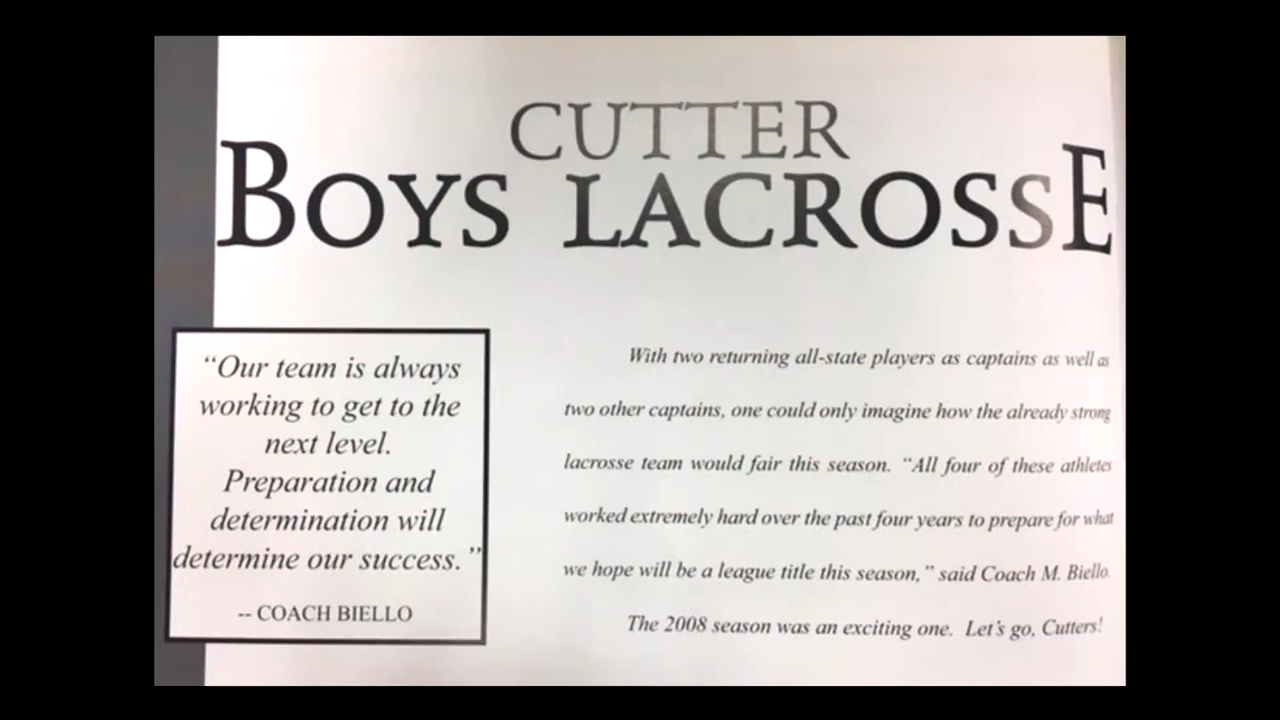 CUTTER
BOYS LACROSSE
“Our team is always
working to get to the
next level.
Preparation and
determination will
determine our success.”
-- COACH BIELLO
With two returning all-state players as captains as well as
two other captains, one could only imagine how the already strong
lacrosse team would fair this season. “All four of these athletes
worked extremely hard over the past four years to prepare for what
we hope will be a league title this season,” said Coach M. Biello.
The 2008 season was an exciting one. Let’s go, Cutters!